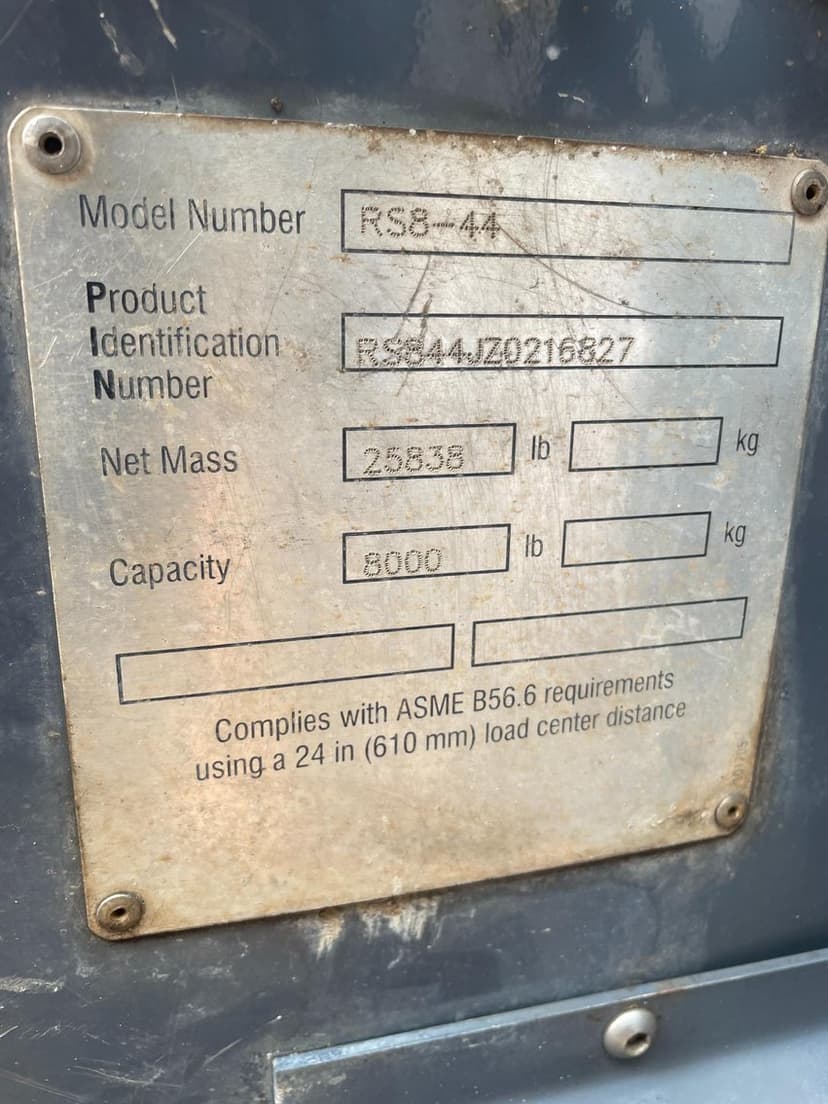 Model Number RS8-44
Product
Identification RS844JZ0216827
Number
Net Mass 25838 lb kg
Capacity 8000 lb kg
Complies with ASME B56.6 requirements
using a 24 in (610 mm) load center distance